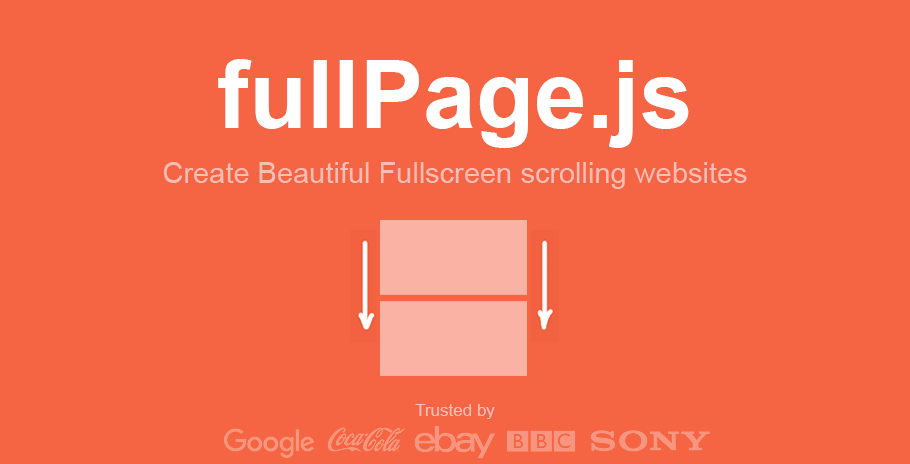 fullPage.js
Create Beautiful Fullscreen scrolling websites
Trusted by
Google Coca-Cola ebay BBC SONY